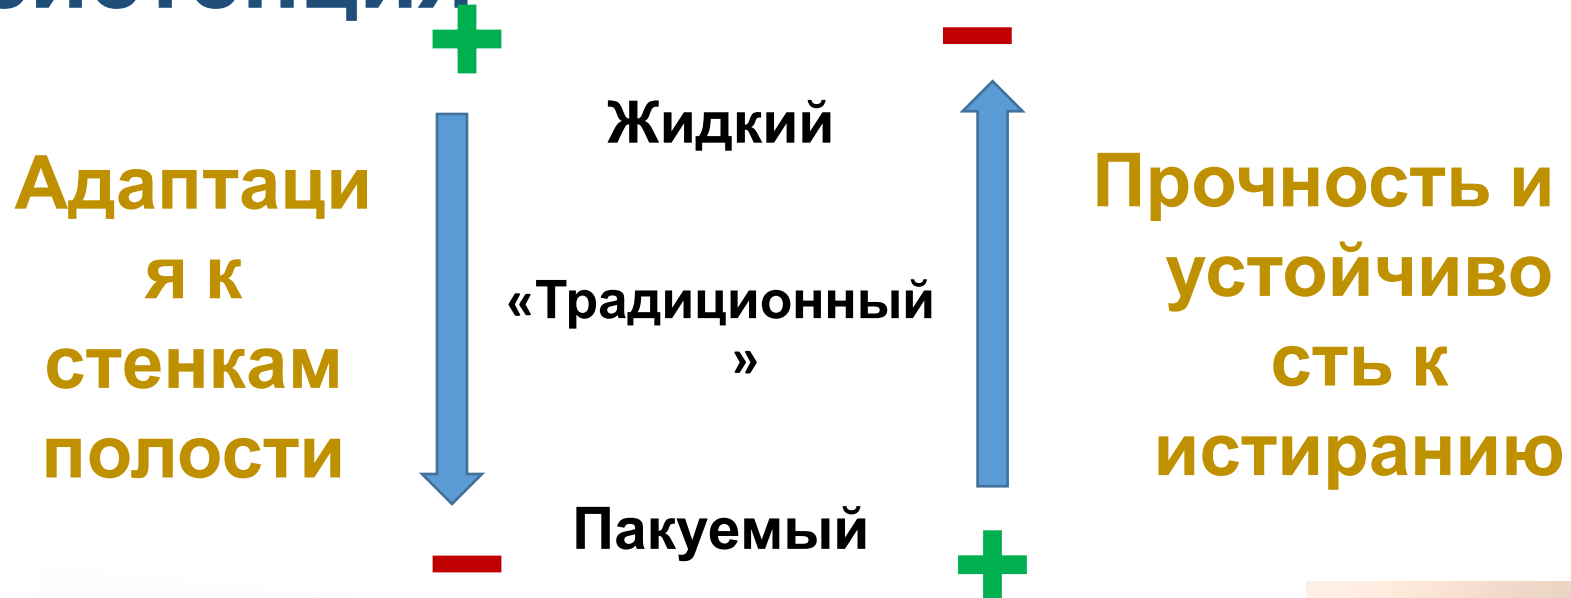 Жидкий
Адаптаци
я к
стенкам
полости
«Традиционный
»
Пакуемый
Прочность и
устойчиво
сть к
истиранию